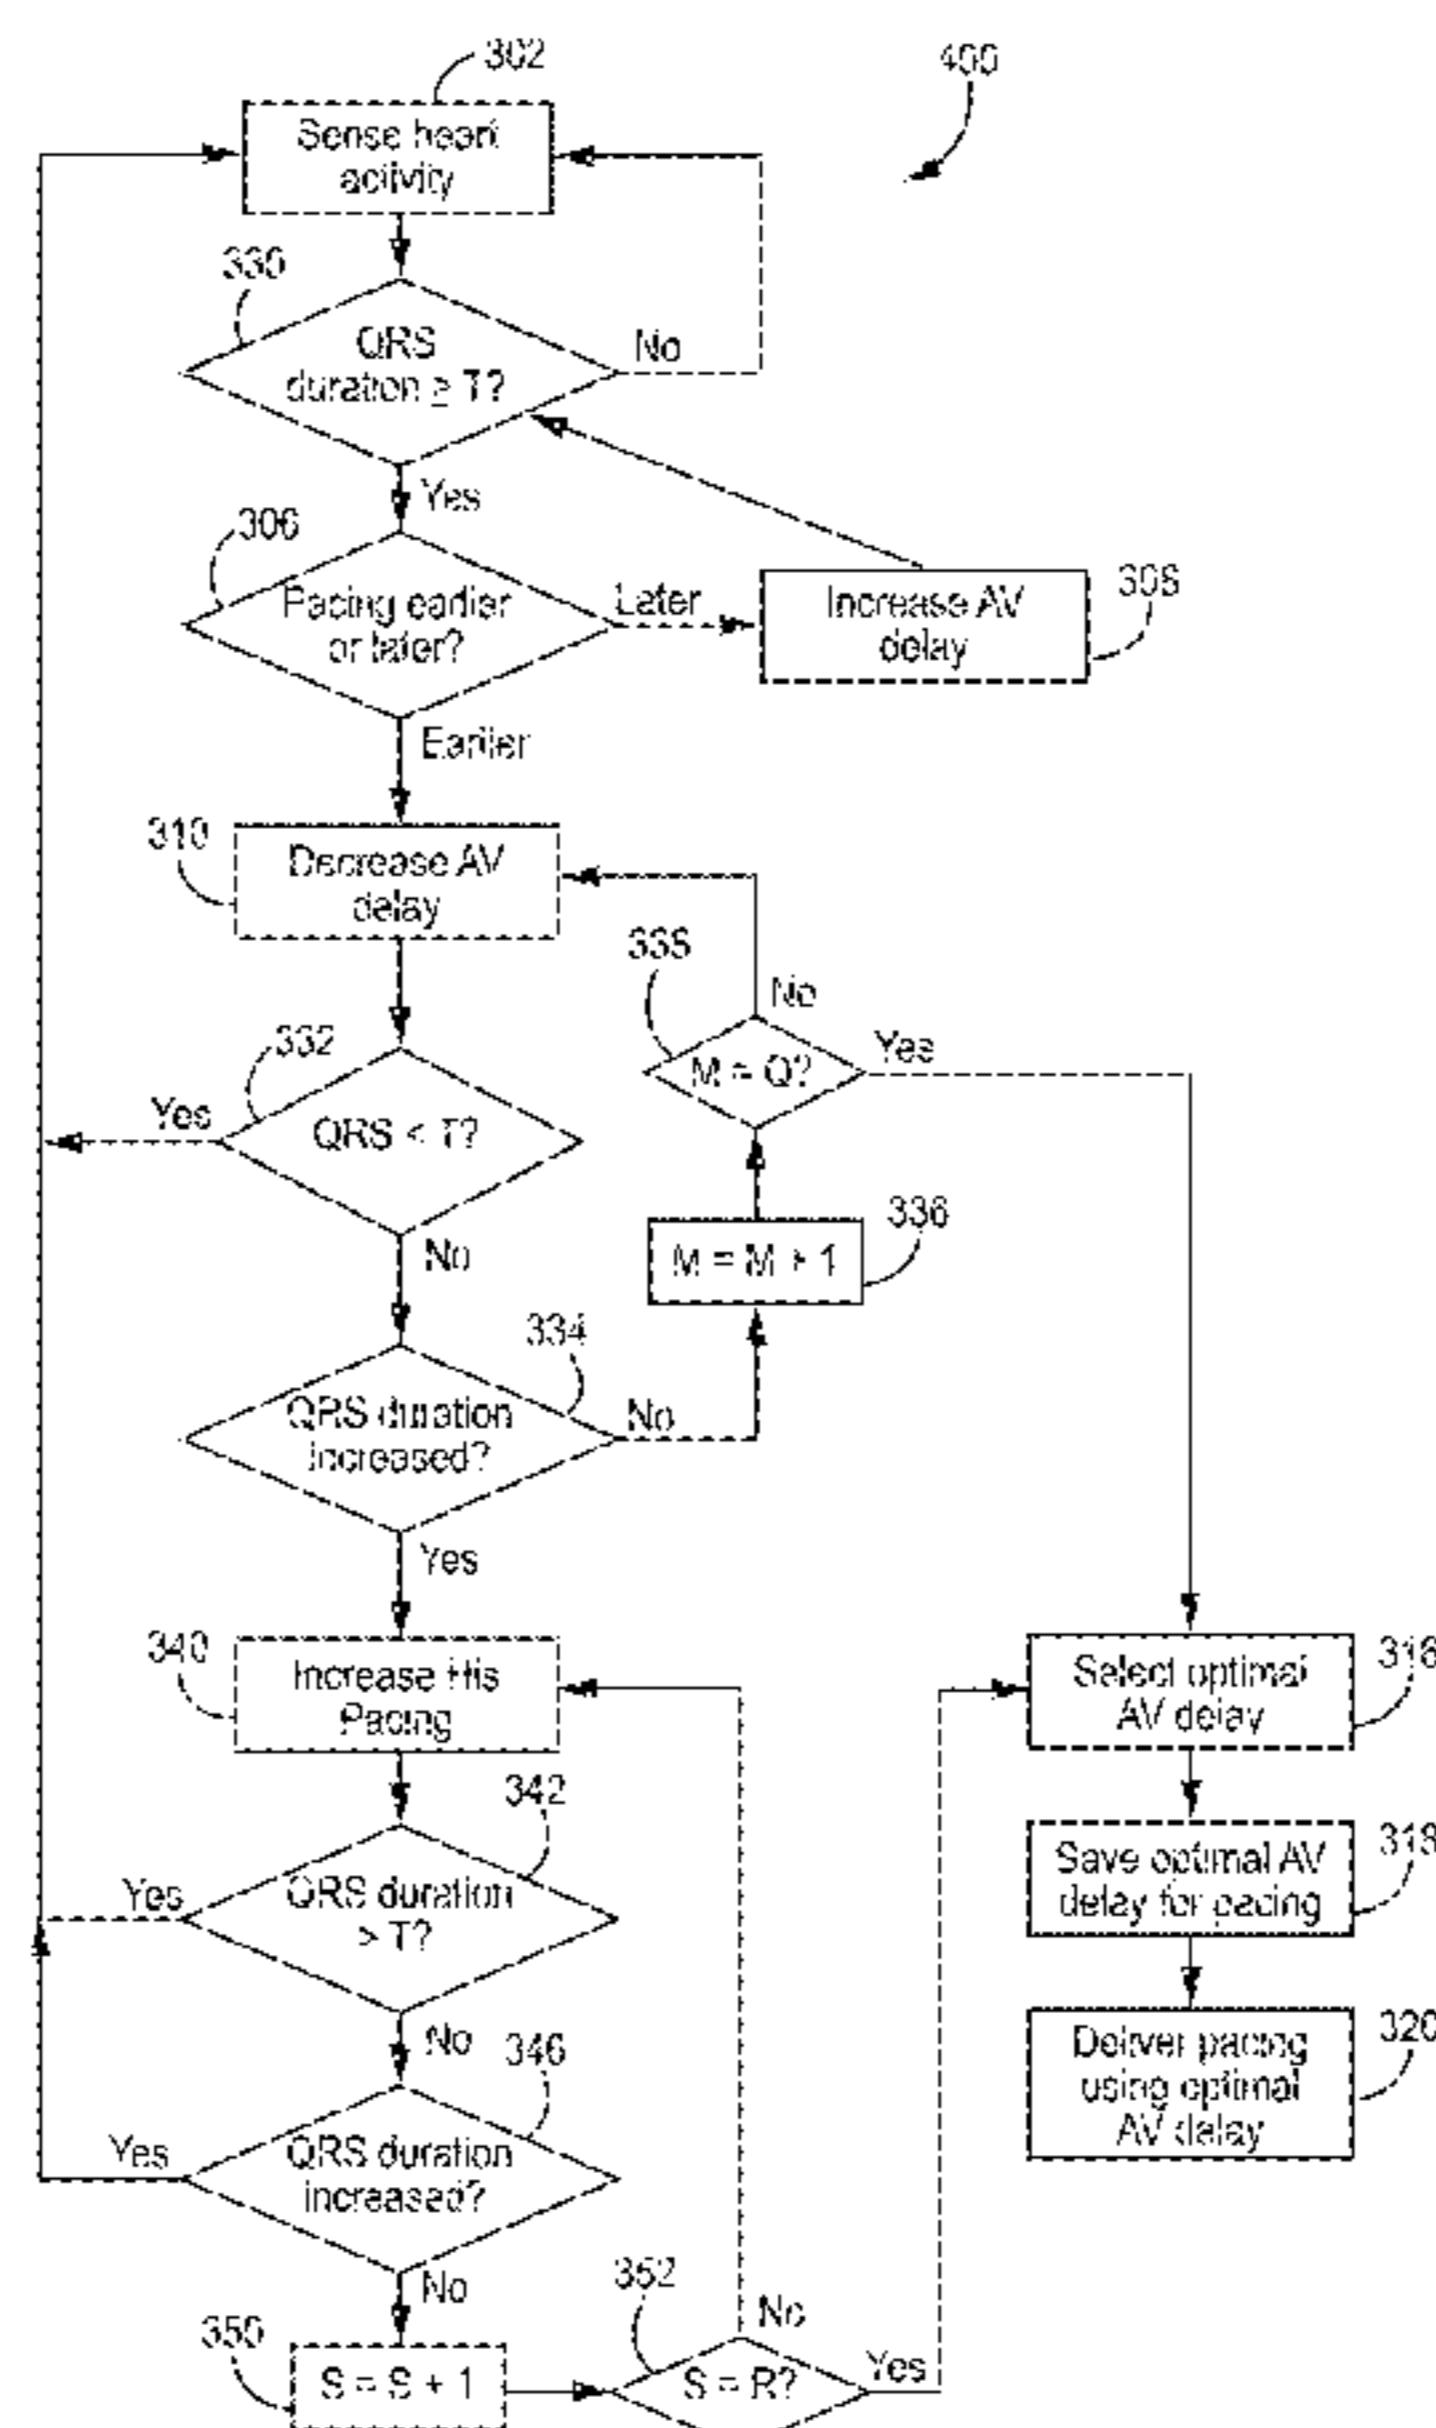 302
400
Sense heart
activity
330
QRS
duration ≥ T?
No
Yes
306
Pacing earlier
or later?
Later
Increase AV
delay
308
Earlier
310
Decrease AV
delay
338
No
M = Q?
Yes
332
Yes
QRS < T?
No
336
M = M + 1
334
QRS duration
increased?
No
Yes
340
Increase His
Pacing
316
Select optimal
AV delay
342
QRS duration
> T?
Yes
No
318
Save optimal AV
delay for pacing
346
QRS duration
increased?
Yes
No
320
Deliver pacing
using optimal
AV delay
350
S = S + 1
352
S = R?
No
Yes